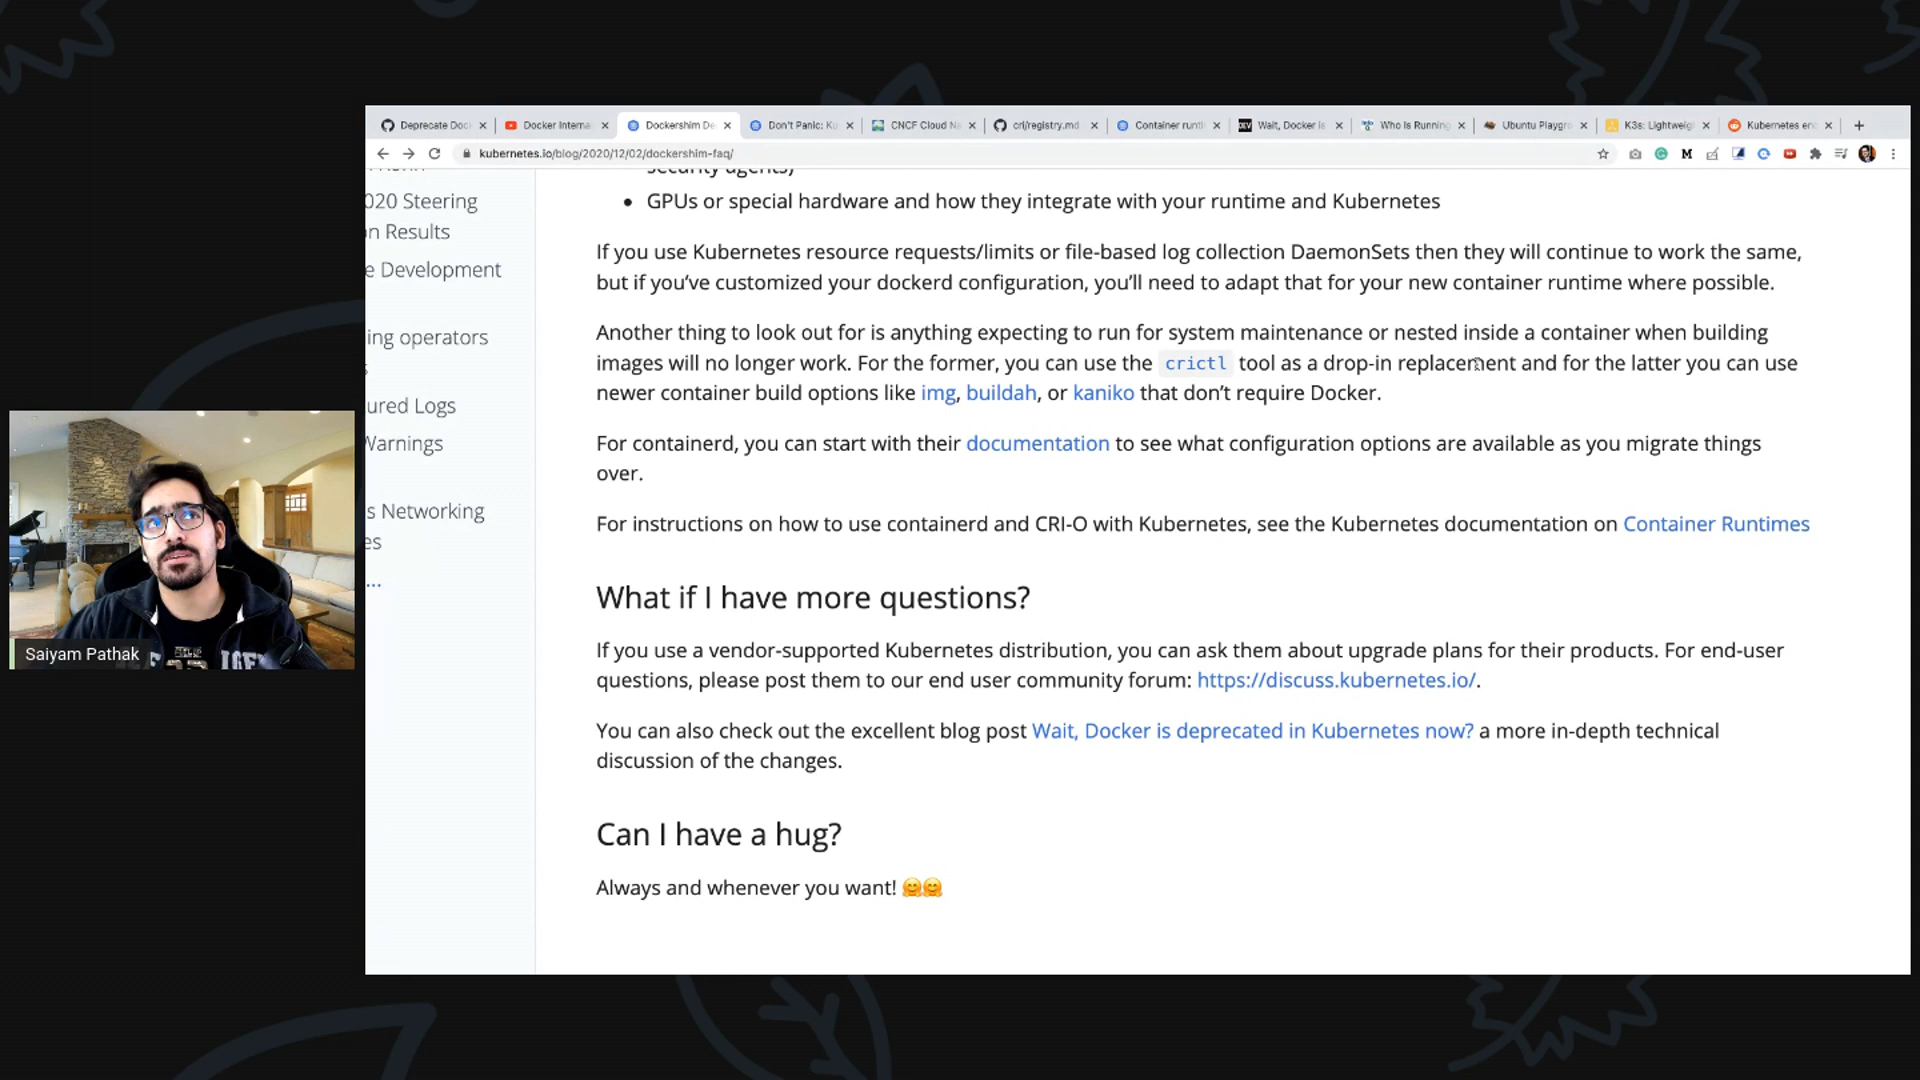 Deprecate Doc
Docker Interna
Dockershim De
Don't Panic: Ku
CNCF Cloud Na
cri/registry.md
Container runti
DEV
Wait, Docker is
Who Is Running
Ubuntu Playgro
K3s: Lightweig
Kubernetes end
kubernetes.io/blog/2020/12/02/dockershim-faq/
M
020 Steering
n Results
e Development
ing operators
s
ured Logs
Warnings
s Networking
es
...
security agents)
• GPUs or special hardware and how they integrate with your runtime and Kubernetes
If you use Kubernetes resource requests/limits or file-based log collection DaemonSets then they will continue to work the same,
but if you’ve customized your dockerd configuration, you’ll need to adapt that for your new container runtime where possible.
Another thing to look out for is anything expecting to run for system maintenance or nested inside a container when building
images will no longer work. For the former, you can use the crictl tool as a drop-in replacement and for the latter you can use
newer container build options like img, buildah, or kaniko that don’t require Docker.
For containerd, you can start with their documentation to see what configuration options are available as you migrate things
over.
For instructions on how to use containerd and CRI-O with Kubernetes, see the Kubernetes documentation on Container Runtimes
What if I have more questions?
If you use a vendor-supported Kubernetes distribution, you can ask them about upgrade plans for their products. For end-user
questions, please post them to our end user community forum: https://discuss.kubernetes.io/.
You can also check out the excellent blog post Wait, Docker is deprecated in Kubernetes now? a more in-depth technical
discussion of the changes.
Can I have a hug?
Always and whenever you want! 🤗🤗
Saiyam Pathak